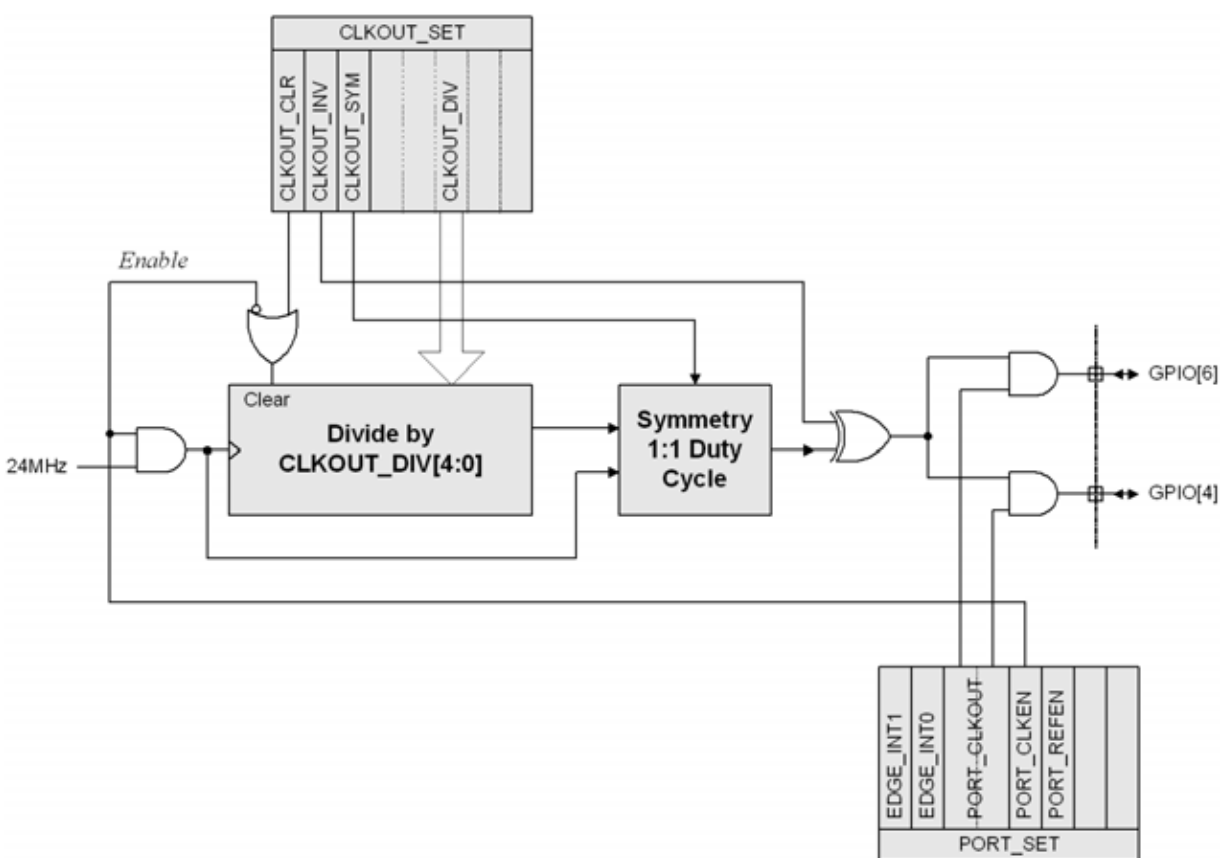 CLKOUT_SET
CLKOUT_CLR
CLKOUT_INV
CLKOUT_SYM
CLKOUT_DIV
Enable
Clear
Divide by
CLKOUT_DIV[4:0]
24MHz
Symmetry
1:1 Duty
Cycle
GPIO[6]
GPIO[4]
EDGE_INT1
EDGE_INT0
PORT_CLKOUT
PORT_CLKEN
PORT_REFEN
PORT_SET